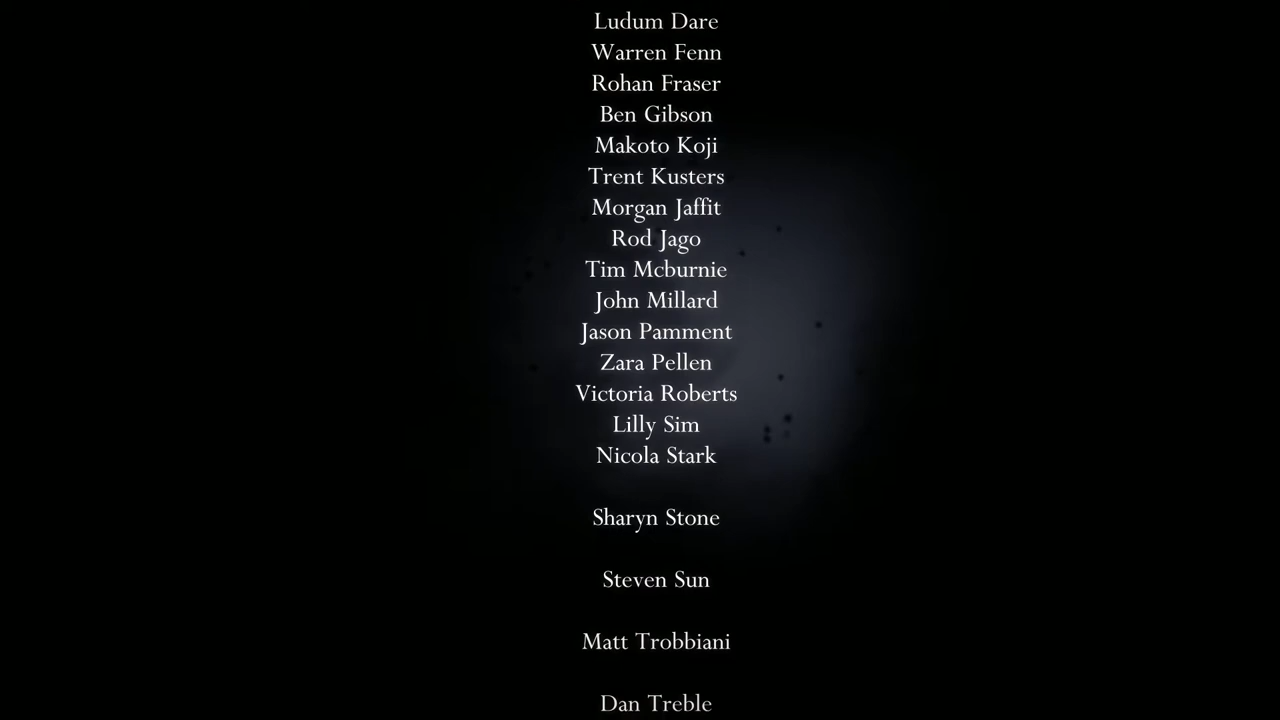 Ludum Dare
Warren Fenn
Rohan Fraser
Ben Gibson
Makoto Koji
Trent Kusters
Morgan Jaffit
Rod Jago
Tim Mcburnie
John Millard
Jason Pamment
Zara Pellen
Victoria Roberts
Lilly Sim
Nicola Stark
Sharyn Stone
Steven Sun
Matt Trobbiani
Dan Treble